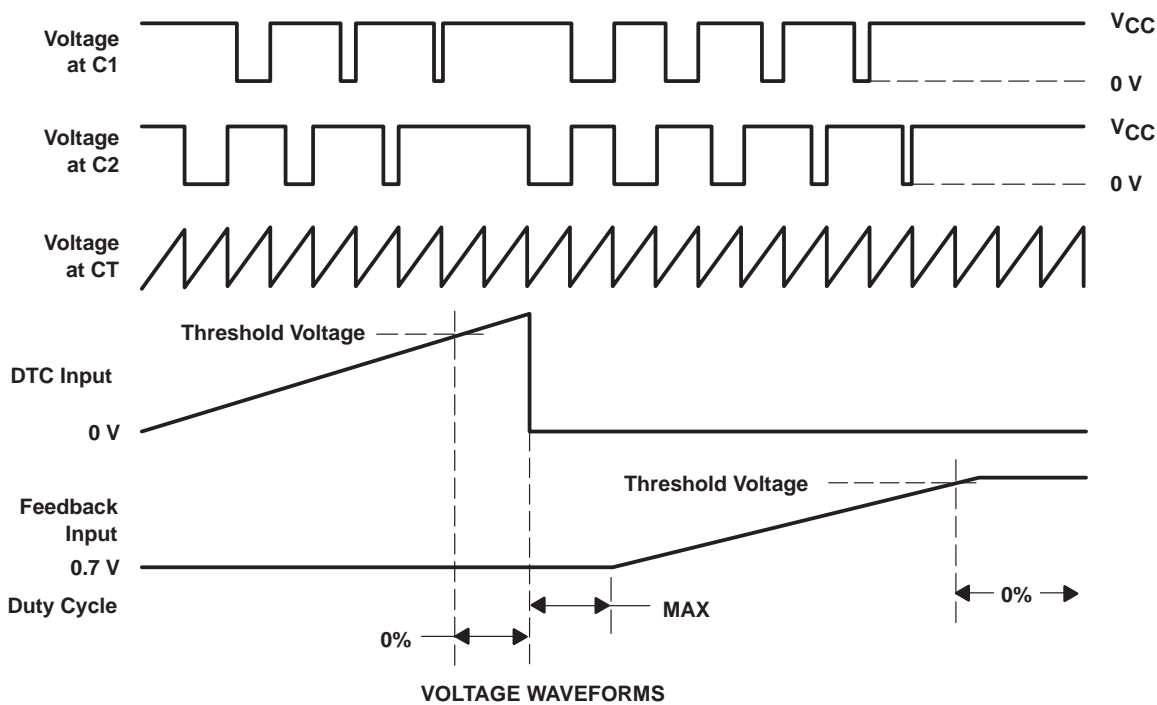 Voltage
at C1
VCC
0 V
Voltage
at C2
VCC
0 V
Voltage
at CT
Threshold Voltage
DTC Input
0 V
Threshold Voltage
Feedback
Input
0.7 V
Duty Cycle
MAX
0%
0%
VOLTAGE WAVEFORMS